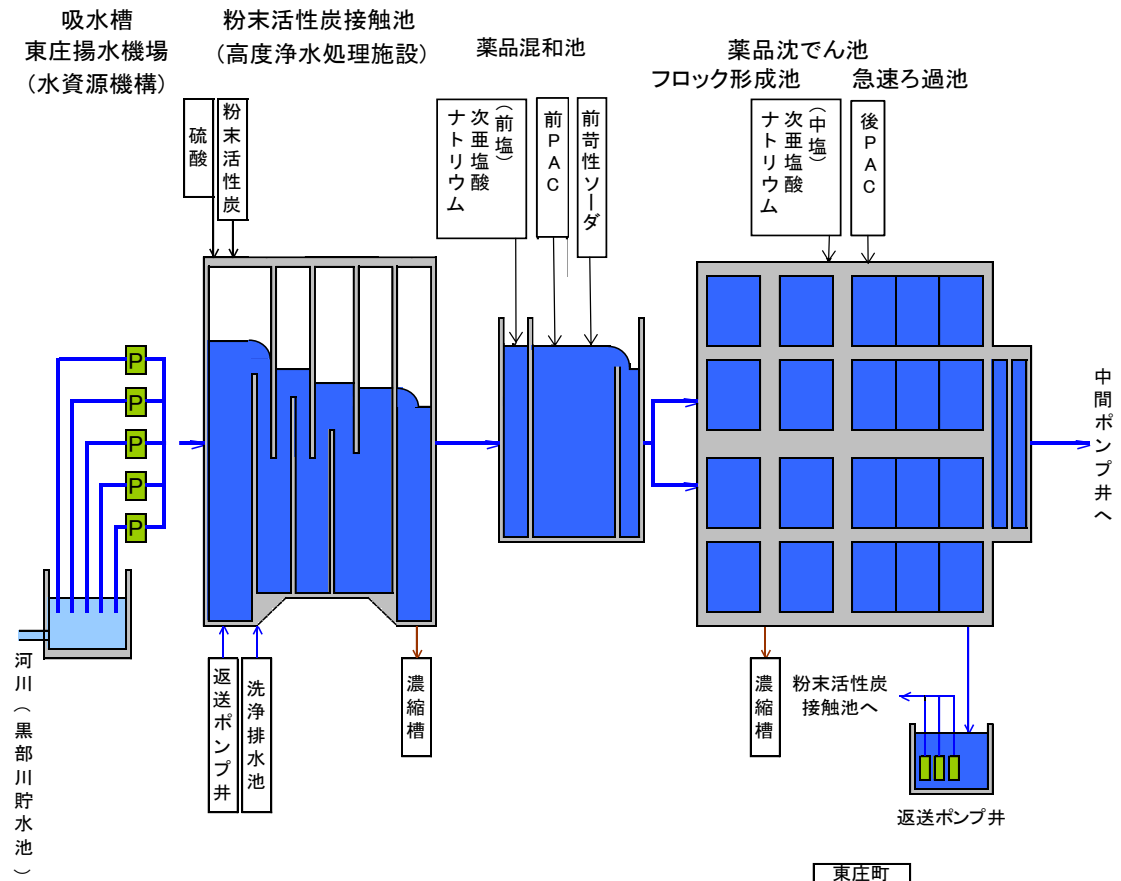 吸水槽
東庄揚水機場
(水資源機構)
粉末活性炭接触池
(高度浄水処理施設)
薬品混和池
薬品沈でん池
フロック形成池
急速ろ過池
硫酸
粉末活性炭
(前塩)
次亜塩酸
ナトリウム
前PAC
前苛性ソーダ
(中塩)
次亜塩酸
ナトリウム
後PAC
P
P
P
P
P
中間ポンプ井へ
河川(黒部川貯水池)
返送ポンプ井
洗浄排水池
濃縮槽
濃縮槽
粉末活性炭
接触池へ
返送ポンプ井
東庄町